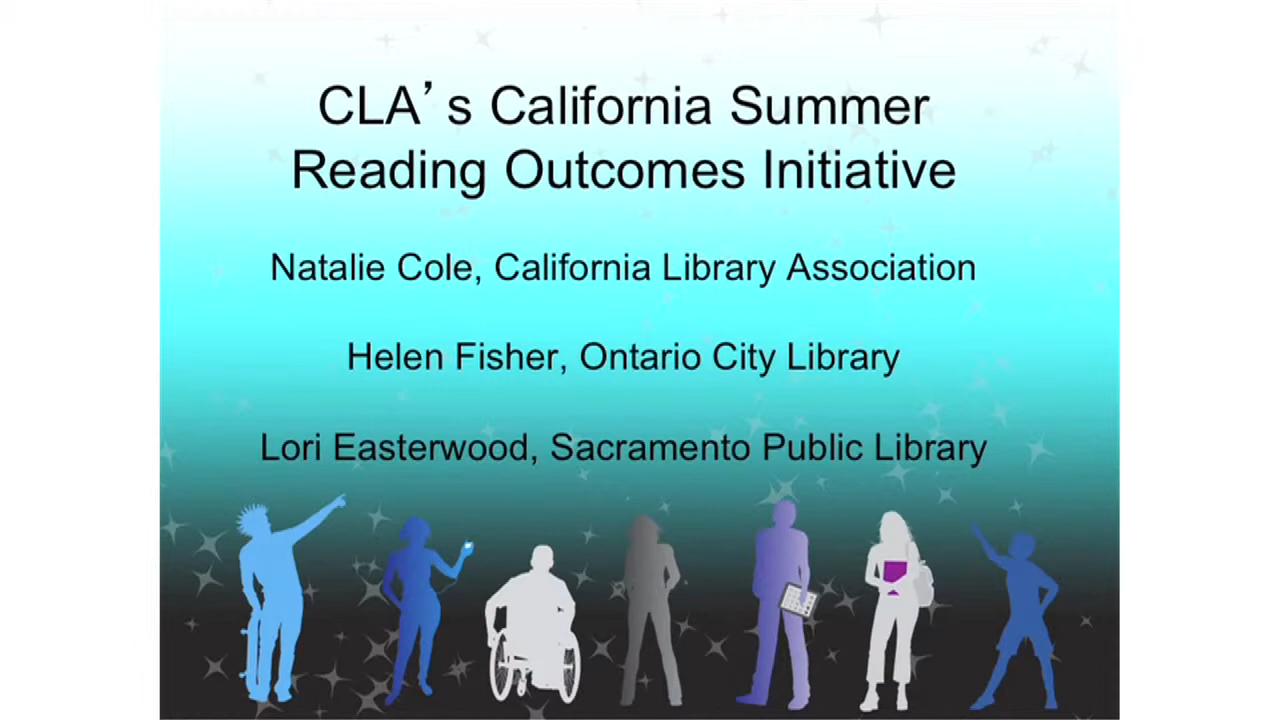 CLA’s California Summer
Reading Outcomes Initiative
Natalie Cole, California Library Association
Helen Fisher, Ontario City Library
Lori Easterwood, Sacramento Public Library